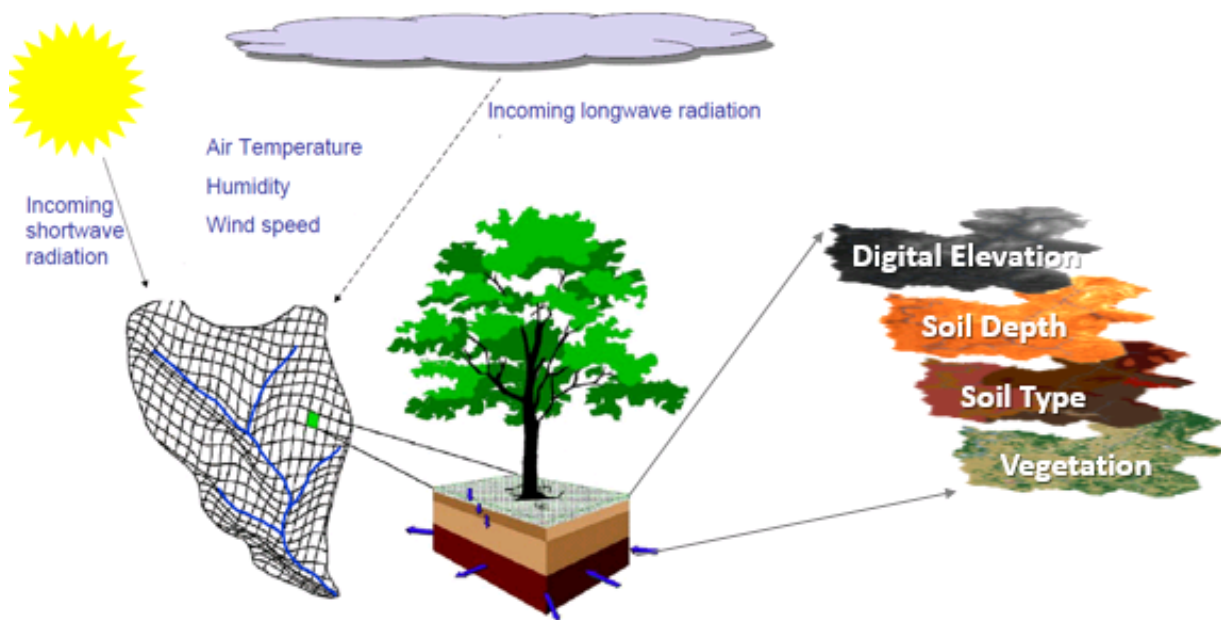 Incoming longwave radiation
Air Temperature
Humidity
Wind speed
Incoming
shortwave
radiation
Digital Elevation
Soil Depth
Soil Type
Vegetation